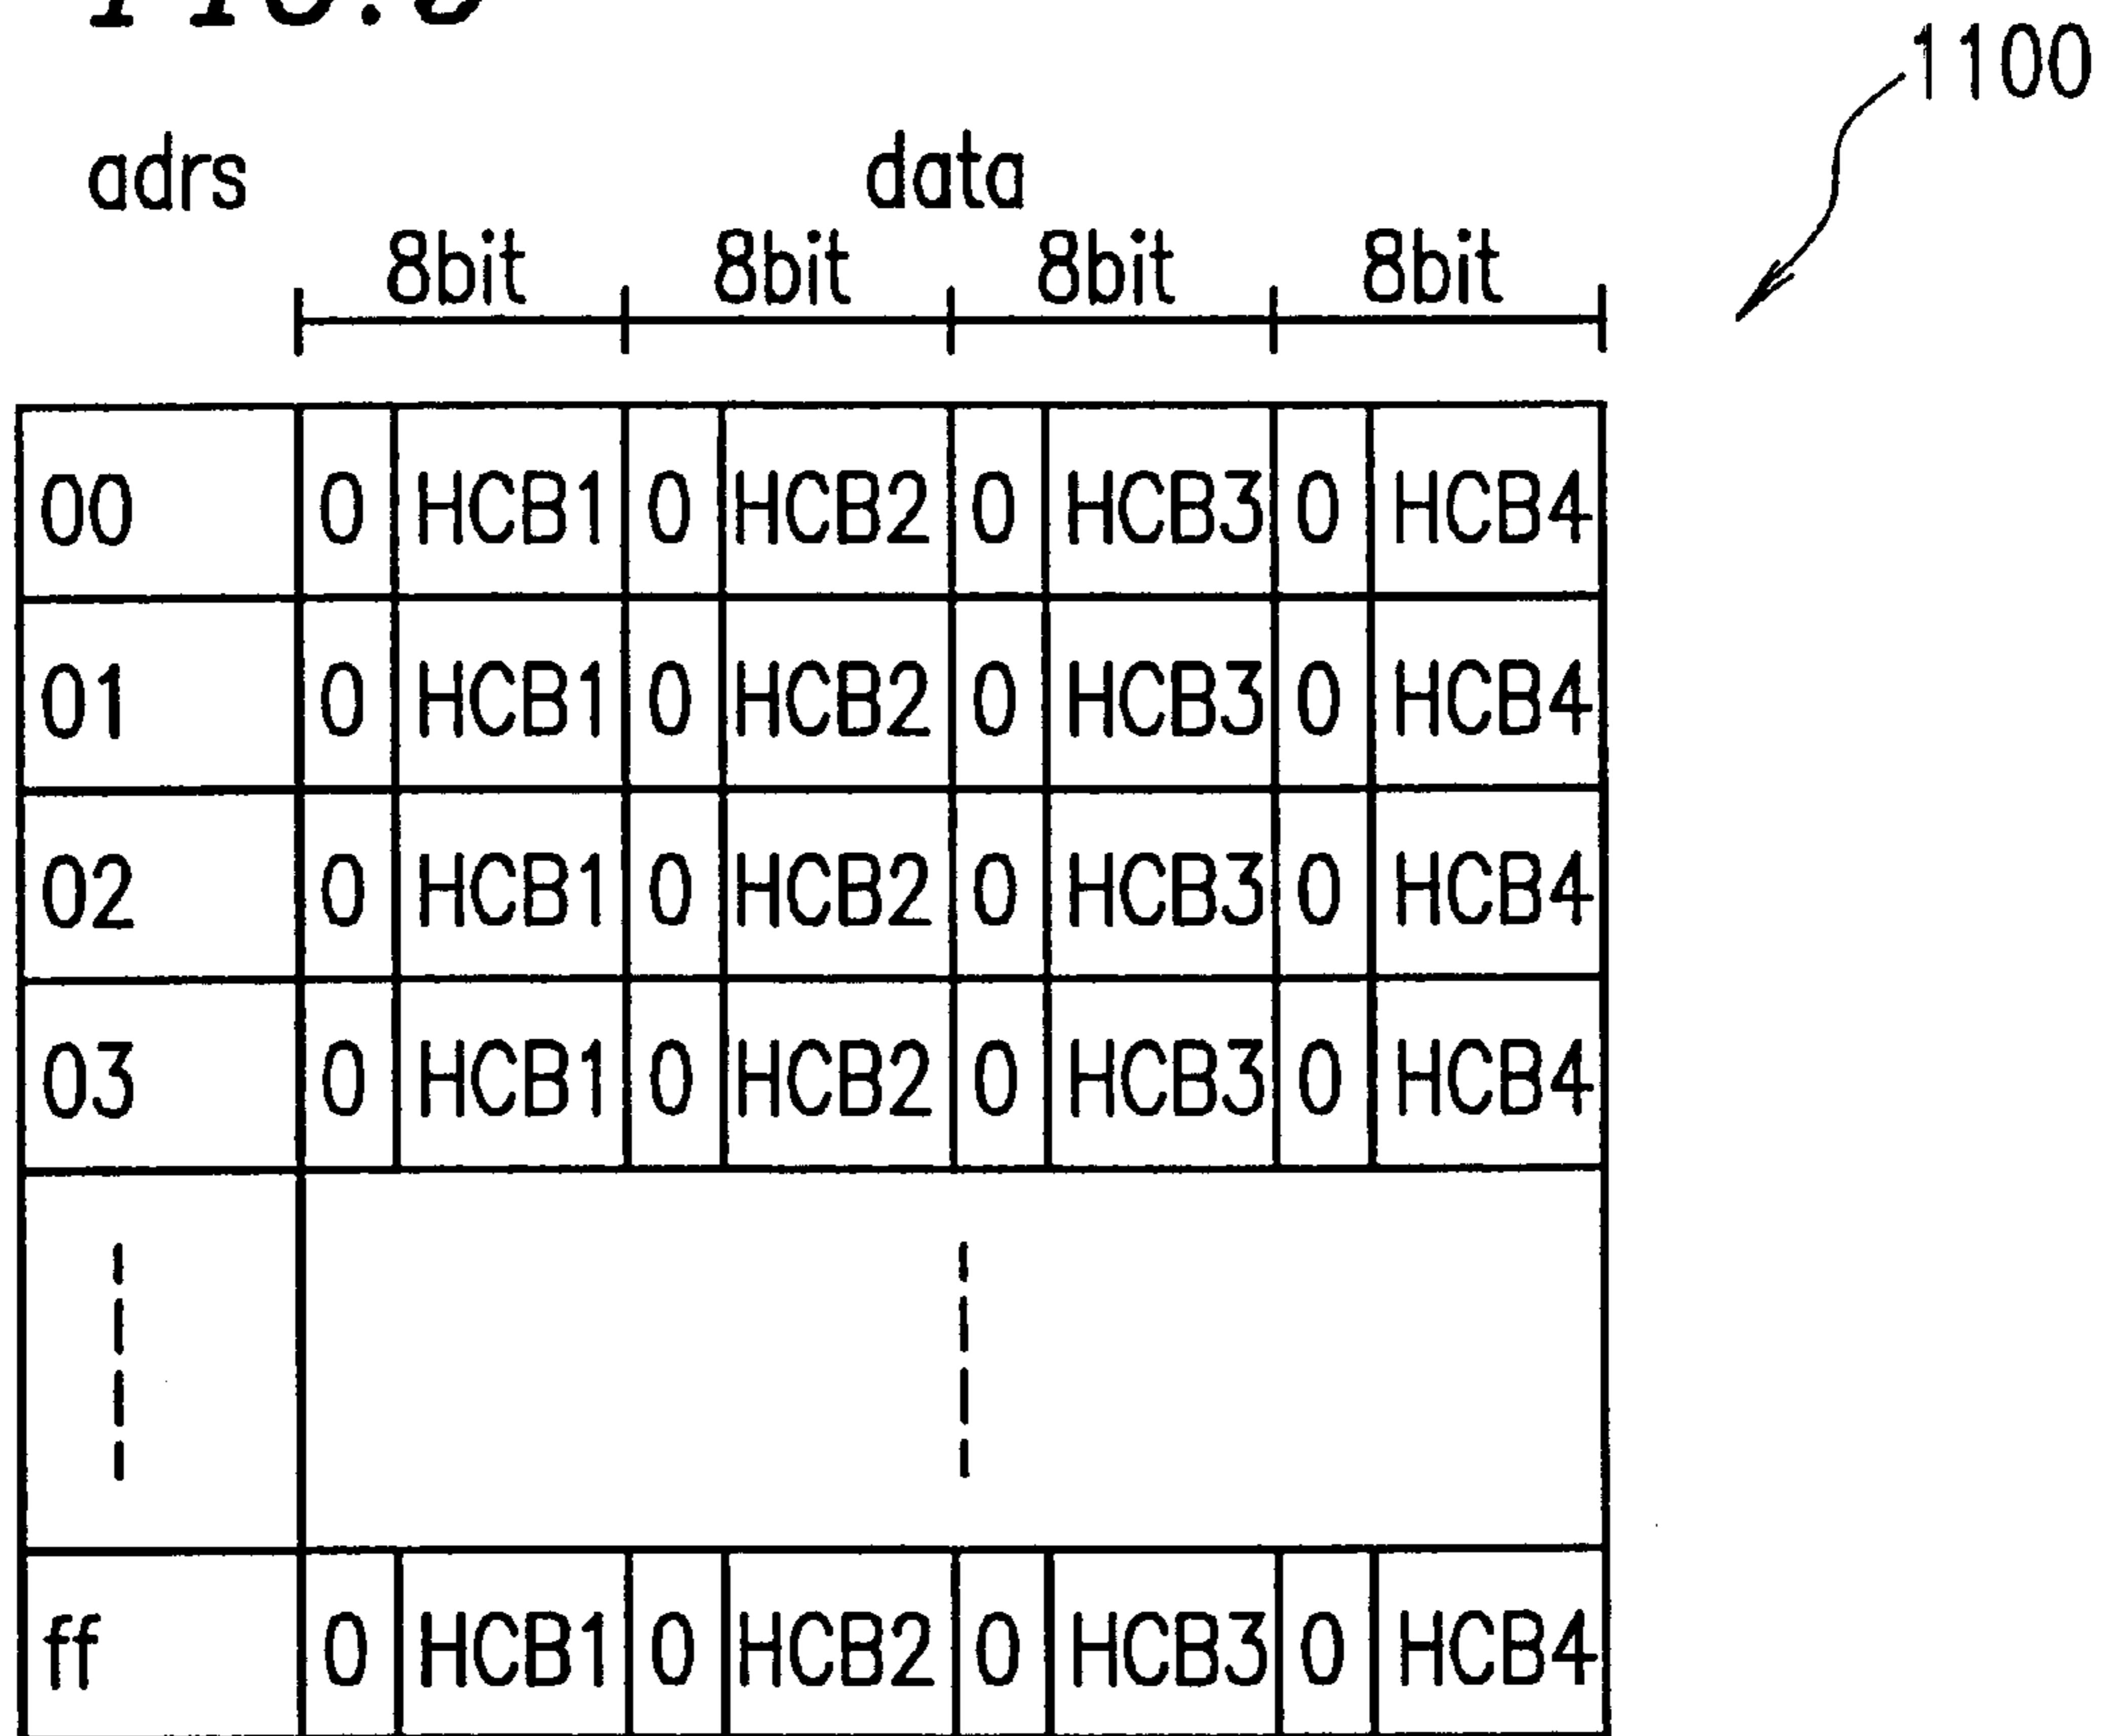 1100
adrs data
8bit 8bit 8bit 8bit
00 0 HCB1 0 HCB2 0 HCB3 0 HCB4
01 0 HCB1 0 HCB2 0 HCB3 0 HCB4
02 0 HCB1 0 HCB2 0 HCB3 0 HCB4
03 0 HCB1 0 HCB2 0 HCB3 0 HCB4
ff 0 HCB1 0 HCB2 0 HCB3 0 HCB4